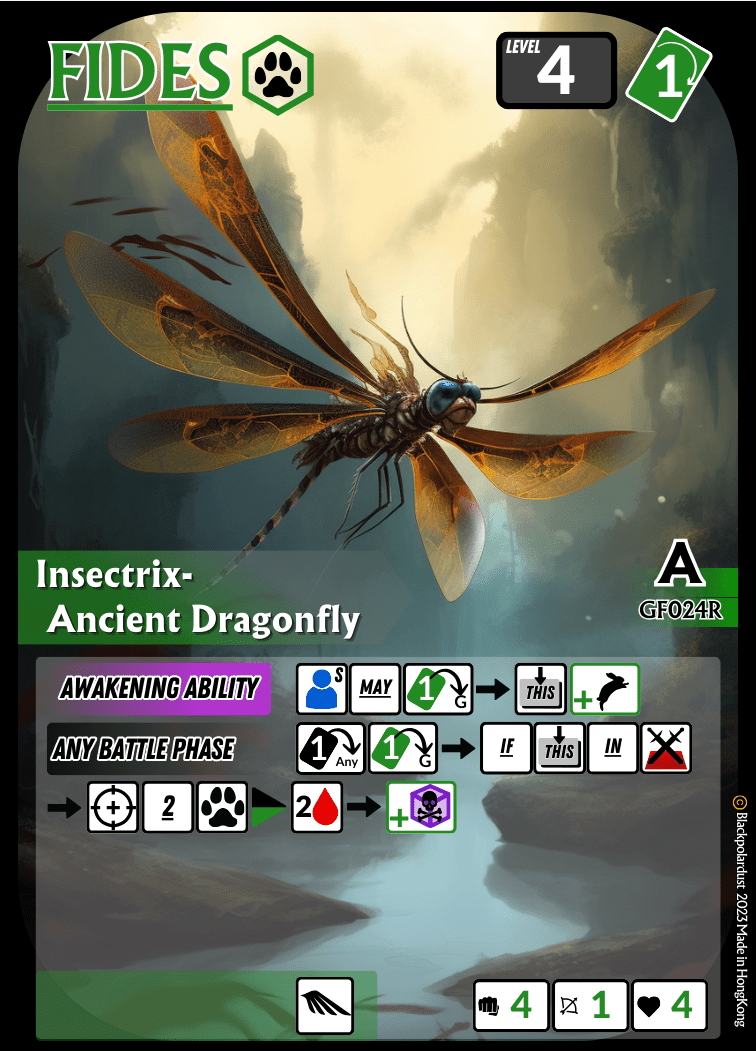 FIDES
LEVEL 4 1
Insectrix-
Ancient Dragonfly
A
GF024R
AWAKENING ABILITY S MAY 1 G THIS +
ANY BATTLE PHASE 1 Any 1 G IF THIS IN
2 2 +
4 1 4
© Blackpolardust 2023 Made in HongKong